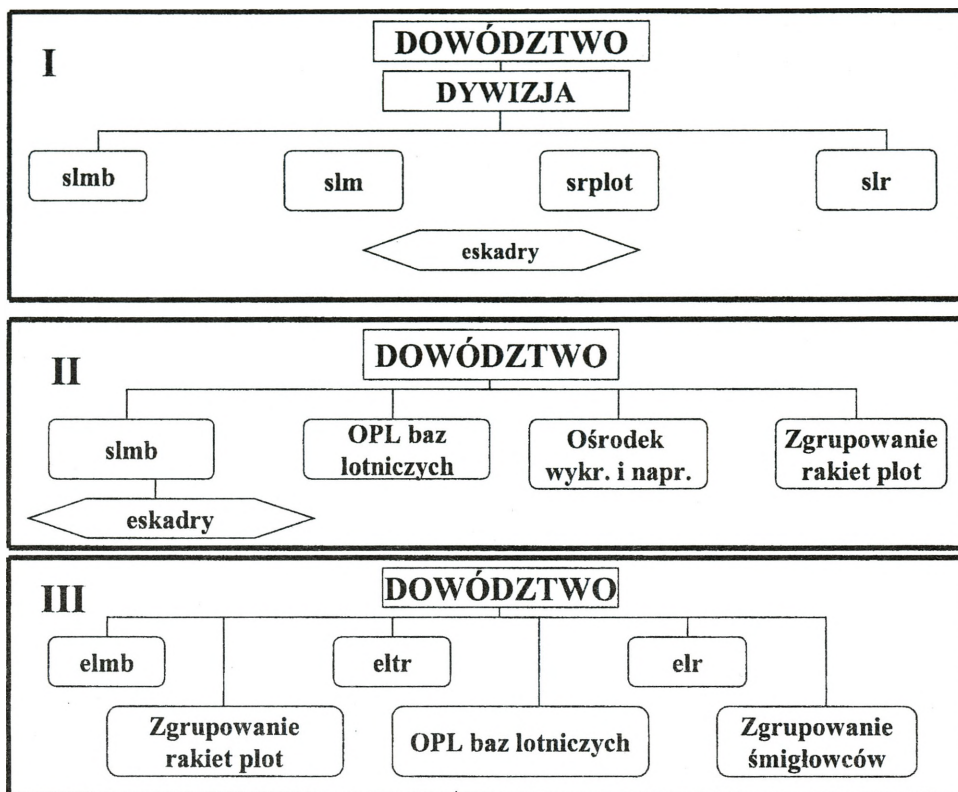 I
DOWÓDZTWO
DYWIZJA
slmb
slm
srplot
slr
eskadry
II
DOWÓDZTWO
slmb
OPL baz
lotniczych
Ośrodek
wykr. i napr.
Zgrupowanie
rakiet plot
eskadry
III
DOWÓDZTWO
elmb
eltr
elr
Zgrupowanie
rakiet plot
OPL baz lotniczych
Zgrupowanie
śmigłowców